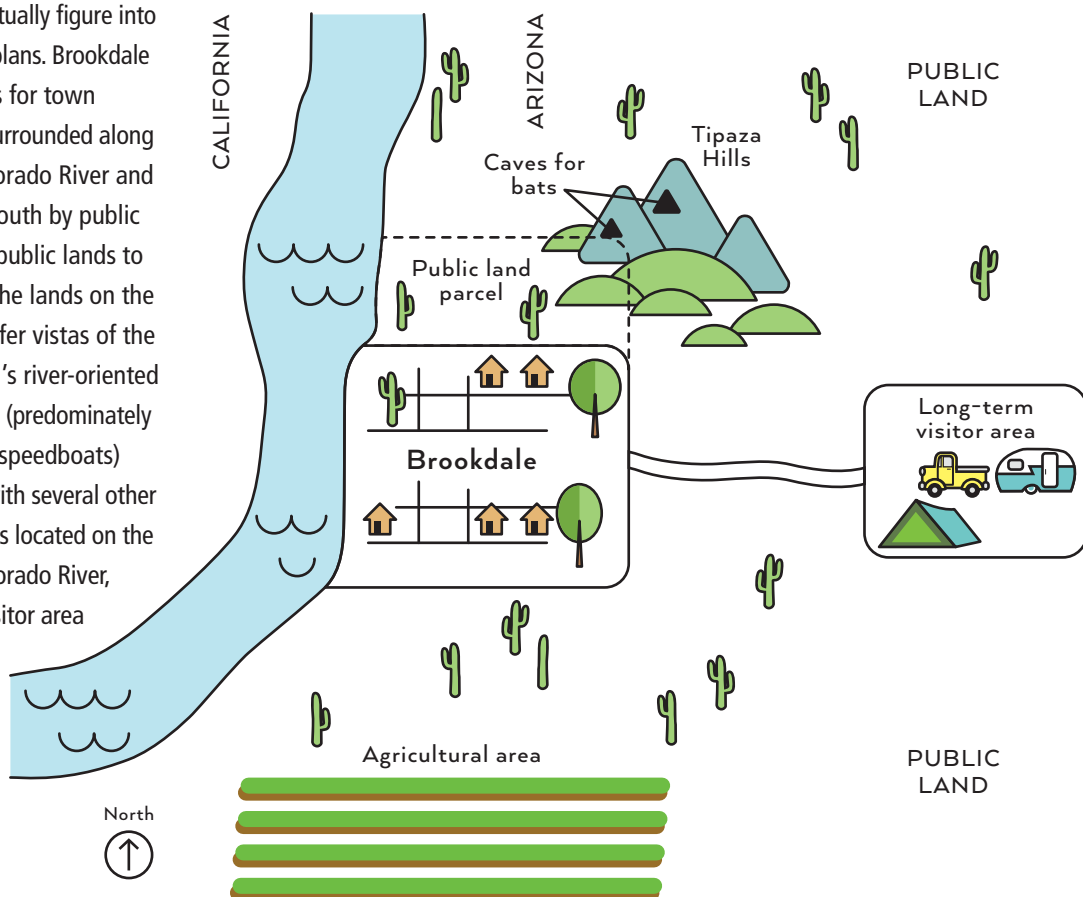 tually figure into
plans. Brookdale
s for town
urrounded along
orado River and
outh by public
public lands to
he lands on the
fer vistas of the
's river-oriented
(predominately
speedboats)
ith several other
s located on the
orado River,
sitor area
CALIFORNIA
ARIZONA
PUBLIC
LAND
Tipaza
Hills
Caves for
bats
Public land
parcel
Brookdale
Long-term
visitor area
Agricultural area
PUBLIC
LAND
North